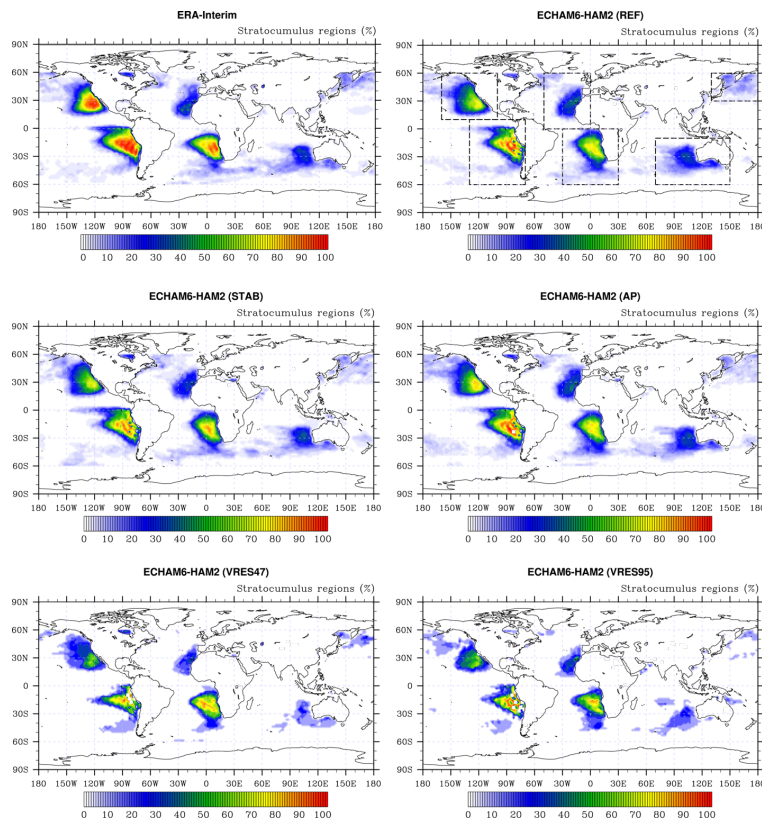 ERA-Interim
Stratocumulus regions (%)
90N
60N
30N
0
30S
60S
90S
180 150W 120W 90W 60W 30W 0 30E 60E 90E 120E 150E 180
0 10 20 30 40 50 60 70 80 90 100
ECHAM6-HAM2 (REF)
Stratocumulus regions (%)
90N
60N
30N
0
30S
60S
90S
180 150W 120W 90W 60W 30W 0 30E 60E 90E 120E 150E 180
0 10 20 30 40 50 60 70 80 90 100
ECHAM6-HAM2 (STAB)
Stratocumulus regions (%)
90N
60N
30N
0
30S
60S
90S
180 150W 120W 90W 60W 30W 0 30E 60E 90E 120E 150E 180
0 10 20 30 40 50 60 70 80 90 100
ECHAM6-HAM2 (AP)
Stratocumulus regions (%)
90N
60N
30N
0
30S
60S
90S
180 150W 120W 90W 60W 30W 0 30E 60E 90E 120E 150E 180
0 10 20 30 40 50 60 70 80 90 100
ECHAM6-HAM2 (VRES47)
Stratocumulus regions (%)
90N
60N
30N
0
30S
60S
90S
180 150W 120W 90W 60W 30W 0 30E 60E 90E 120E 150E 180
0 10 20 30 40 50 60 70 80 90 100
ECHAM6-HAM2 (VRES95)
Stratocumulus regions (%)
90N
60N
30N
0
30S
60S
90S
180 150W 120W 90W 60W 30W 0 30E 60E 90E 120E 150E 180
0 10 20 30 40 50 60 70 80 90 100